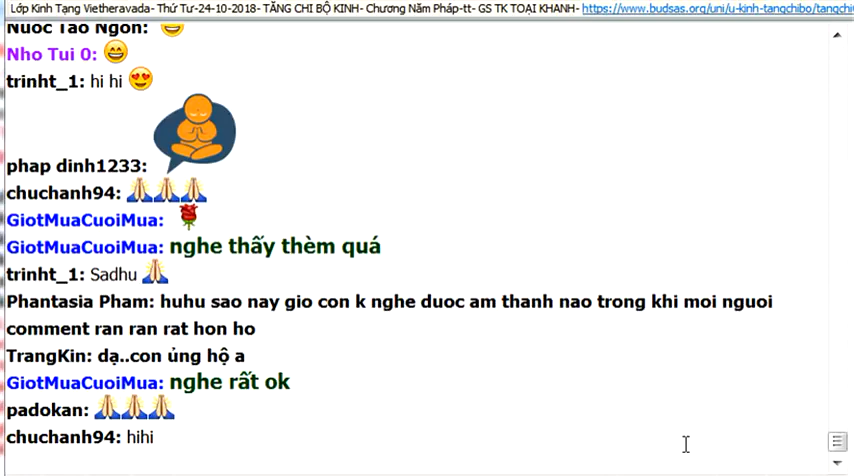 Lớp Kinh Tạng Vietheravada- Thứ Tư-24-10-2018- TĂNG CHI BỘ KINH- Chương Năm Pháp-tt- GS TK TOẠI KHANH- https://www.budsas.org/uni/u-kinh-tangchibo/tangchi
Nuoc Tao Ngon:
Nho Tui 0:
trinht_1: hi hi
phap dinh1233:
chuchanh94:
GiotMuaCuoiMua:
GiotMuaCuoiMua: nghe thấy thèm quá
trinht_1: Sadhu
Phantasia Pham: huhu sao nay gio con k nghe duoc am thanh nao trong khi moi nguoi
comment ran ran rat hon ho
TrangKin: dạ..con ủng hộ a
GiotMuaCuoiMua: nghe rất ok
padokan:
chuchanh94: hihi